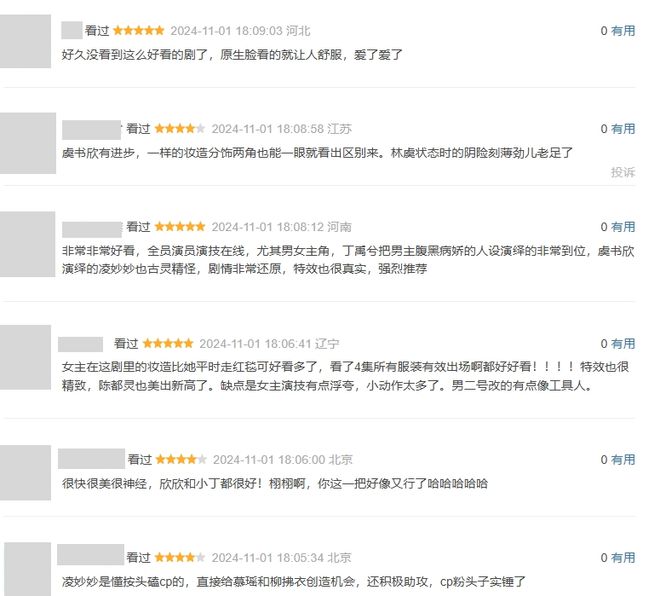 看过 2024-11-01 18:09:03 河北 0 有用
好久没看到这么好看的剧了，原生脸看的就让人舒服，爱了爱了
看过 2024-11-01 18:08:58 江苏 0 有用
虞书欣有进步，一样的妆造分饰两角也能一眼就看出区别来。林虞状态时的阴险刻薄劲儿老足了
投诉
看过 2024-11-01 18:08:12 河南 0 有用
非常非常好看，全员演员演技在线，尤其男女主角，丁禹兮把男主腹黑病娇的人设演绎的非常到位，虞书欣
演绎的凌妙妙也古灵精怪，剧情非常还原，特效也很真实，强烈推荐
看过 2024-11-01 18:06:41 辽宁 0 有用
女主在这剧里的妆造比她平时走红毯可好看多了，看了4集所有服装有效出场啊都好好看！！！！特效也很
精致，陈都灵也美出新高了。缺点是女主演技有点浮夸，小动作太多了。男二号改的有点像工具人。
看过 2024-11-01 18:06:00 北京 0 有用
很快很美很神经，欣欣和小丁都很好！栩栩啊，你这一把好像又行了哈哈哈哈哈
看过 2024-11-01 18:05:34 北京 0 有用
凌妙妙是懂按头磕cp的，直接给慕瑶和柳拂衣创造机会，还积极助攻，cp粉头子实锤了